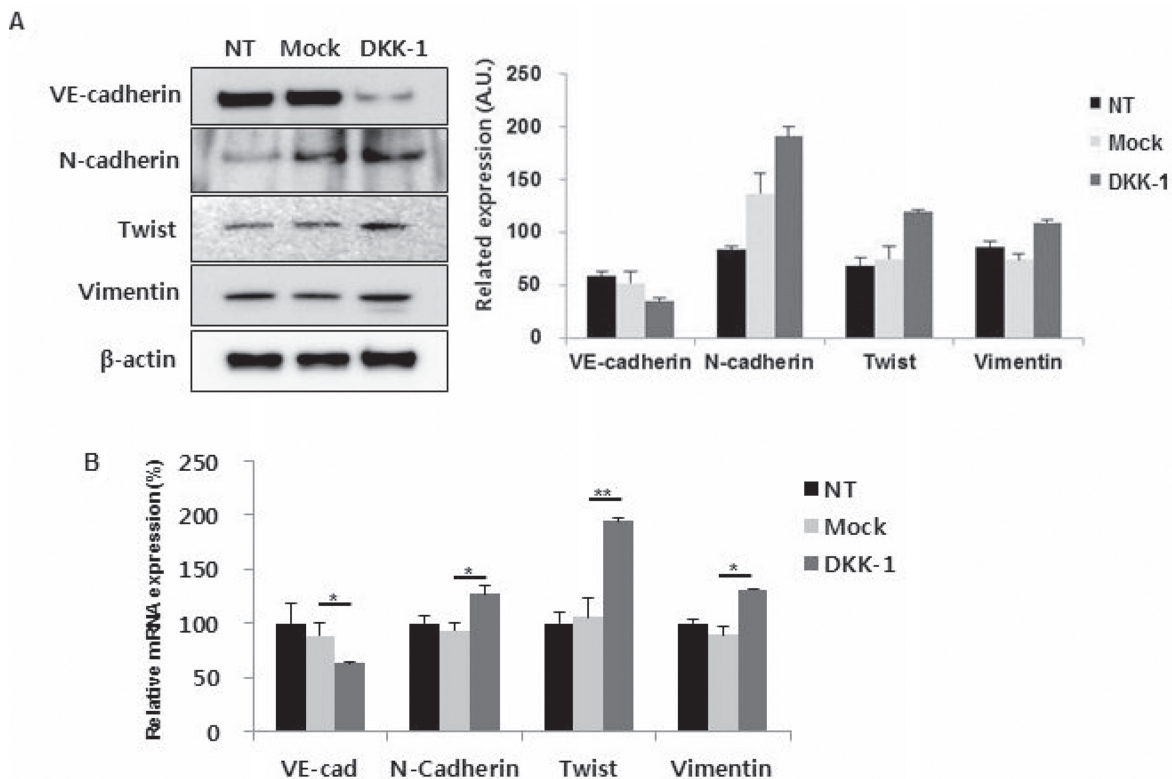 A
NT Mock DKK-1
VE-cadherin
N-cadherin
Twist
Vimentin
β-actin
Related expression (A.U.)
250
200
150
100
50
0
VE-cadherin N-cadherin Twist Vimentin
NT
Mock
DKK-1
B
Relative mRNA expression(%)
250
200
150
100
50
0
*
*
**
*
VE-cad N-Cadherin Twist Vimentin
NT
Mock
DKK-1